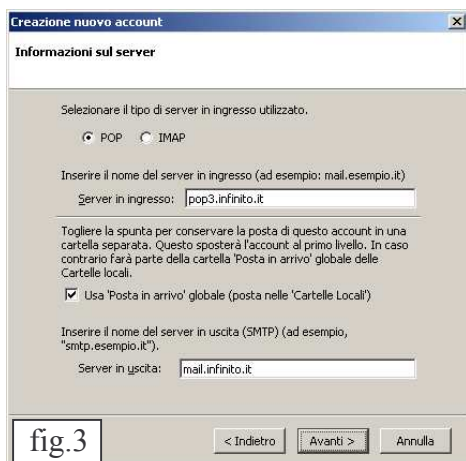 Creazione nuovo account
Informazioni sul server
Selezionare il tipo di server in ingresso utilizzato.
POP IMAP
Inserire il nome del server in ingresso (ad esempio: mail.esempio.it)
Server in ingresso: pop3.infinito.it
Togliere la spunta per conservare la posta di questo account in una
cartella separata. Questo sposterà l'account al primo livello. In caso
contrario farà parte della cartella 'Posta in arrivo' globale delle
Cartelle locali.
Usa 'Posta in arrivo' globale (posta nelle 'Cartelle Locali')
Inserire il nome del server in uscita (SMTP) (ad esempio,
"smtp.esempio.it").
Server in uscita: mail.infinito.it
fig.3
< Indietro Avanti > Annulla